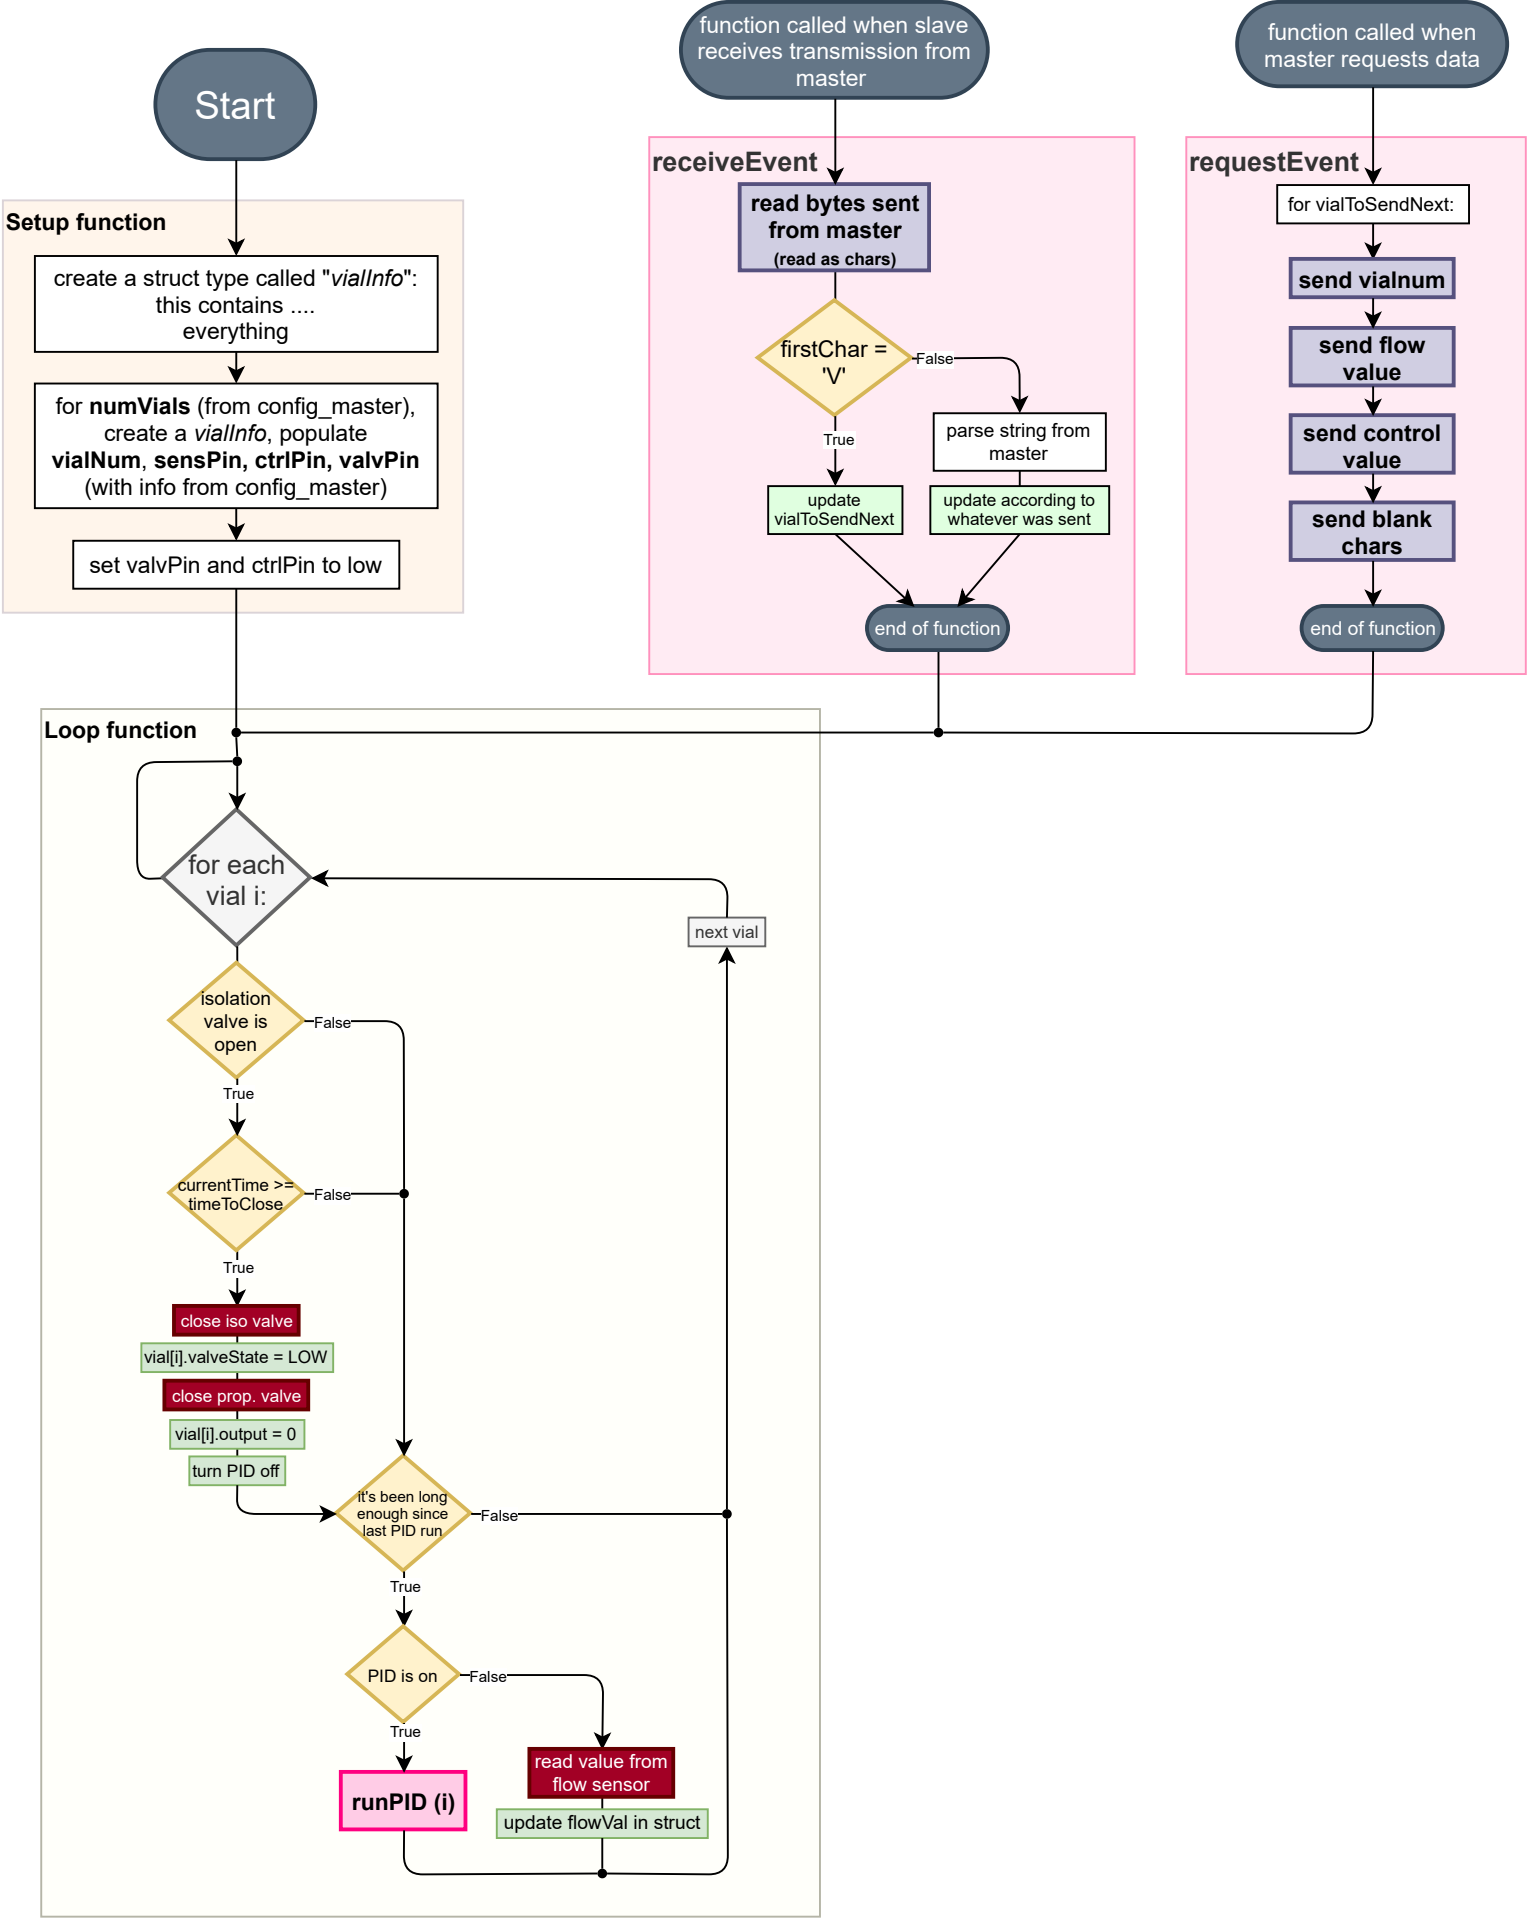 Start
Setup function
create a struct type called "vialInfo":
this contains ....
everything
for numVials (from config_master),
create a vialInfo, populate
vialNum, sensPin, ctrlPin, valvPin
(with info from config_master)
set valvPin and ctrlPin to low
function called when slave
receives transmission from
master
receiveEvent
read bytes sent
from master
(read as chars)
firstChar =
'V'
False
True
parse string from
master
update
vialToSendNext
update according to
whatever was sent
end of function
function called when
master requests data
requestEvent
for vialToSendNext:
send vialnum
send flow
value
send control
value
send blank
chars
end of function
Loop function
for each
vial i:
next vial
isolation
valve is
open
False
True
currentTime >=
timeToClose
False
True
close iso valve
vial[i].valveState = LOW
close prop. valve
vial[i].output = 0
turn PID off
it's been long
enough since
last PID run
False
True
PID is on
False
True
read value from
flow sensor
runPID (i)
update flowVal in struct